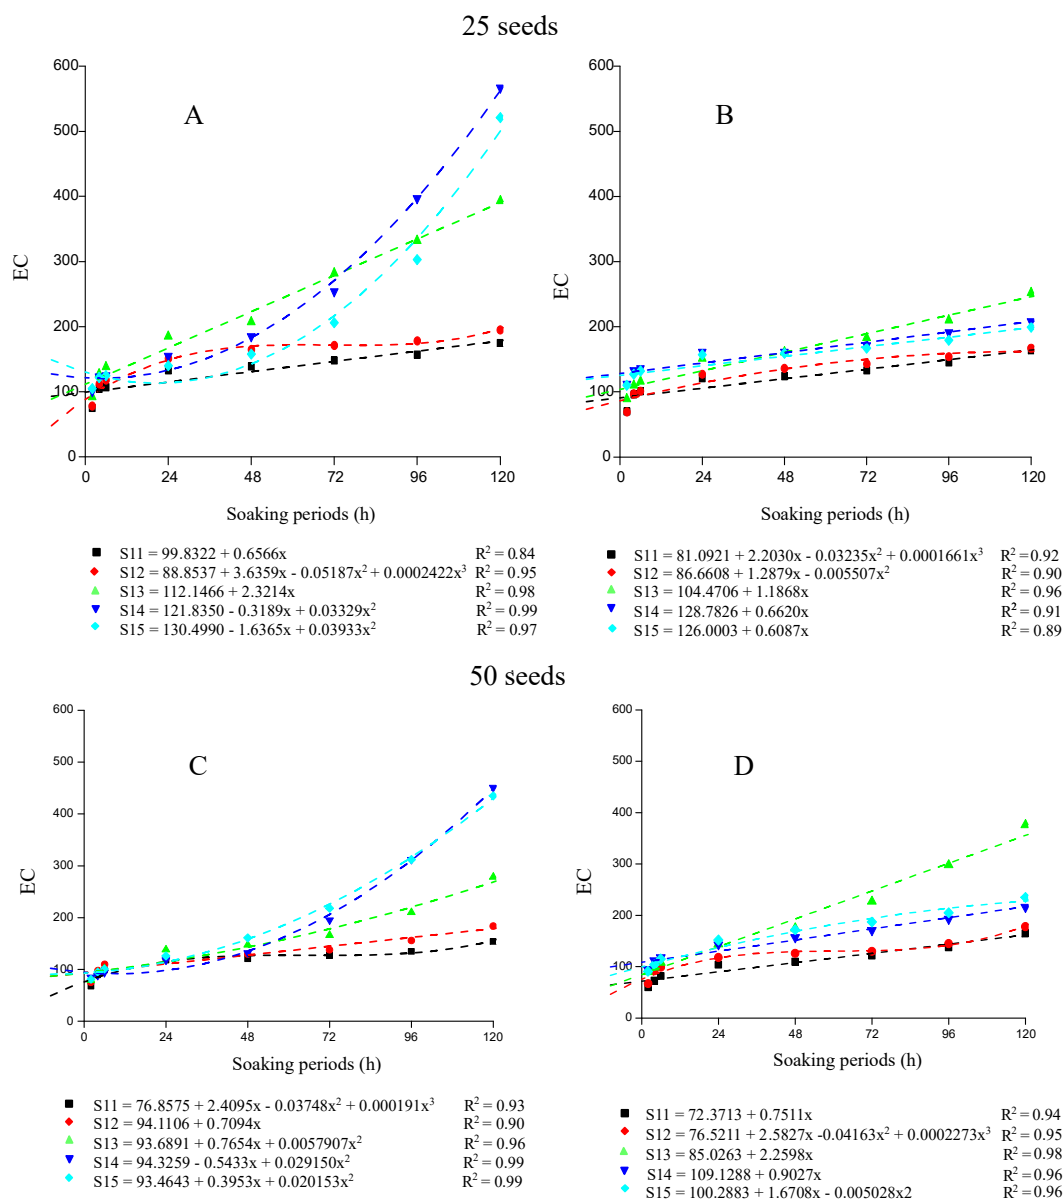 25 seeds
A
B
600
500
400
300
200
100
0
EC
0 24 48 72 96 120
Soaking periods (h)
600
500
400
300
200
100
0
EC
0 24 48 72 96 120
Soaking periods (h)
S11 = 99.8322 + 0.6566x R² = 0.84
S12 = 88.8537 + 3.6359x - 0.05187x² + 0.0002422x³ R² = 0.95
S13 = 112.1466 + 2.3214x R² = 0.98
S14 = 121.8350 - 0.3189x + 0.03329x² R² = 0.99
S15 = 130.4990 - 1.6365x + 0.03933x² R² = 0.97
S11 = 81.0921 + 2.2030x - 0.03235x² + 0.0001661x³ R² = 0.92
S12 = 86.6608 + 1.2879x - 0.005507x² R² = 0.90
S13 = 104.4706 + 1.1868x R² = 0.96
S14 = 128.7826 + 0.6620x R² = 0.91
S15 = 126.0003 + 0.6087x R² = 0.89
50 seeds
C
D
600
500
400
300
200
100
0
EC
0 24 48 72 96 120
Soaking periods (h)
600
500
400
300
200
100
0
EC
0 24 48 72 96 120
Soaking periods (h)
S11 = 76.8575 + 2.4095x - 0.03748x² + 0.000191x³ R² = 0.93
S12 = 94.1106 + 0.7094x R² = 0.90
S13 = 93.6891 + 0.7654x + 0.0057907x² R² = 0.96
S14 = 94.3259 - 0.5433x + 0.029150x² R² = 0.99
S15 = 93.4643 + 0.3953x + 0.020153x² R² = 0.99
S11 = 72.3713 + 0.7511x R² = 0.94
S12 = 76.5211 + 2.5827x -0.04163x² + 0.0002273x³ R² = 0.95
S13 = 85.0263 + 2.2598x R² = 0.98
S14 = 109.1288 + 0.9027x R² = 0.96
S15 = 100.2883 + 1.6708x - 0.005028x2 R² = 0.96